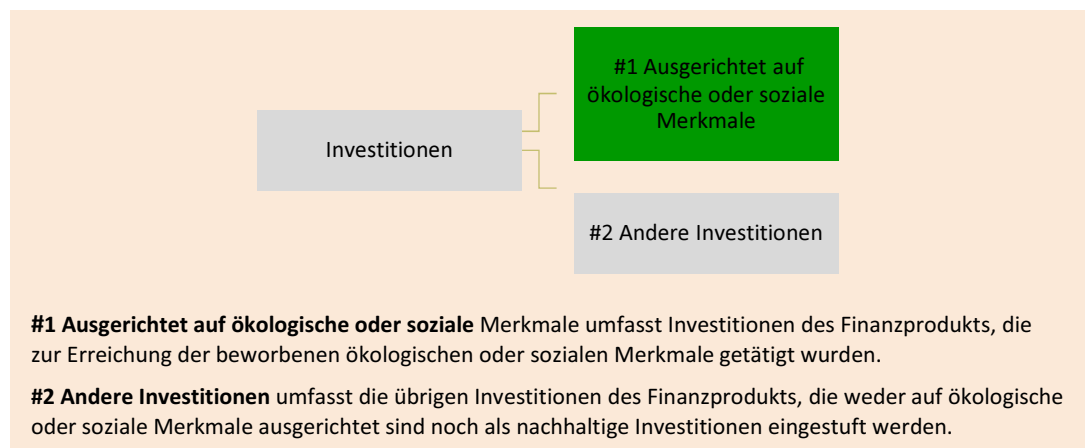 #1 Ausgerichtet auf
ökologische oder soziale
Merkmale
Investitionen
#2 Andere Investitionen
#1 Ausgerichtet auf ökologische oder soziale Merkmale umfasst Investitionen des Finanzprodukts, die
zur Erreichung der beworbenen ökologischen oder sozialen Merkmale getätigt wurden.
#2 Andere Investitionen umfasst die übrigen Investitionen des Finanzprodukts, die weder auf ökologische
oder soziale Merkmale ausgerichtet sind noch als nachhaltige Investitionen eingestuft werden.